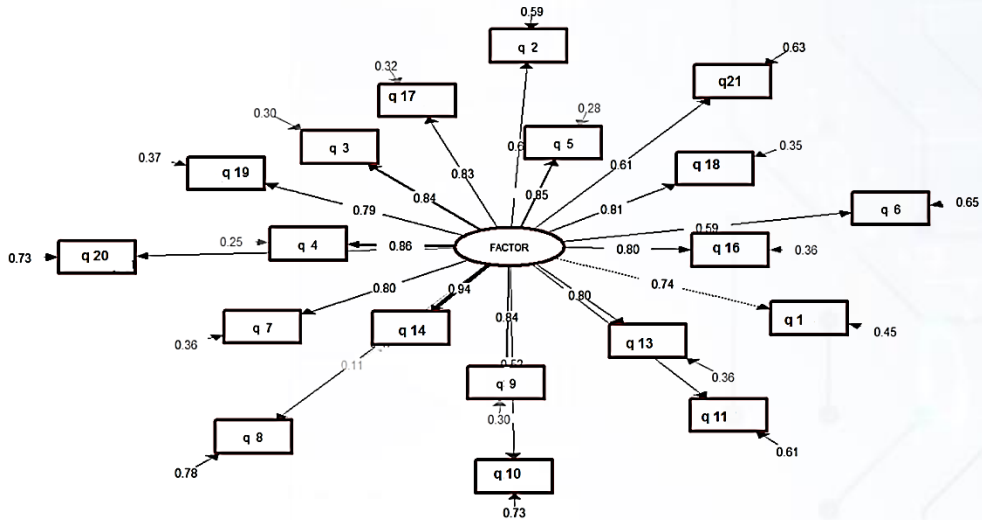 0.59
q 2
0.63
q21
0.32
q 17
0.28
q 5
0.30
q 3
0.35
q 18
0.37
q 19
0.61
0.83
0.85
0.84
0.81
0.79
0.65
q 6
0.59
0.25
q 4
0.86
FACTOR
0.80
q 16
0.36
0.73
q 20
0.94
0.74
0.80
0.80
q 7
q 14
0.84
q 1
0.45
0.36
q 13
0.11
0.52
0.36
q 9
0.30
q 11
q 8
0.61
0.78
q 10
0.73